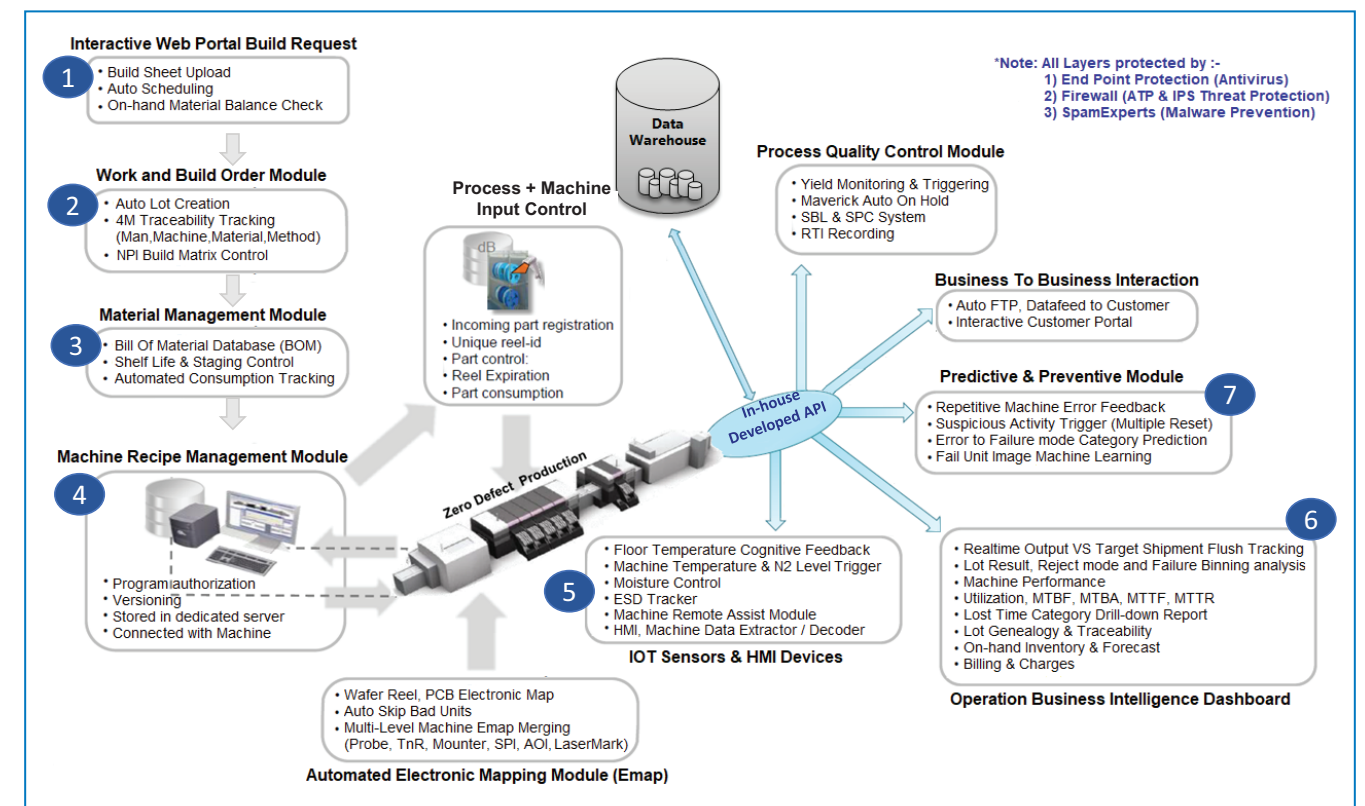 Interactive Web Portal Build Request
1
• Build Sheet Upload
• Auto Scheduling
• On-hand Material Balance Check
Work and Build Order Module
2
• Auto Lot Creation
• 4M Traceability Tracking
(Man,Machine,Material,Method)
• NPI Build Matrix Control
Material Management Module
3
• Bill Of Material Database (BOM)
• Shelf Life & Staging Control
• Automated Consumption Tracking
Machine Recipe Management Module
4
• Program authorization
• Versioning
• Stored in dedicated server
• Connected with Machine
Process + Machine
Input Control
dB
• Incoming part registration
• Unique reel-id
• Part control:
• Reel Expiration
• Part consumption
Zero Defect Production
• Wafer Reel, PCB Electronic Map
• Auto Skip Bad Units
• Multi-Level Machine Emap Merging
(Probe, TnR, Mounter, SPI, AOI, LaserMark)
Automated Electronic Mapping Module (Emap)
Data
Warehouse
In-house
Developed API
*Note: All Layers protected by :-
1) End Point Protection (Antivirus)
2) Firewall (ATP & IPS Threat Protection)
3) SpamExperts (Malware Prevention)
Process Quality Control Module
• Yield Monitoring & Triggering
• Maverick Auto On Hold
• SBL & SPC System
• RTI Recording
Business To Business Interaction
• Auto FTP, Datafeed to Customer
• Interactive Customer Portal
Predictive & Preventive Module
7
• Repetitive Machine Error Feedback
• Suspicious Activity Trigger (Multiple Reset)
• Error to Failure mode Category Prediction
• Fail Unit Image Machine Learning
5
• Floor Temperature Cognitive Feedback
• Machine Temperature & N2 Level Trigger
• Moisture Control
• ESD Tracker
• Machine Remote Assist Module
• HMI, Machine Data Extractor / Decoder
IOT Sensors & HMI Devices
6
• Realtime Output VS Target Shipment Flush Tracking
• Lot Result, Reject mode and Failure Binning analysis
• Machine Performance
• Utilization, MTBF, MTBA, MTTF, MTTR
• Lost Time Category Drill-down Report
• Lot Genealogy & Traceability
• On-hand Inventory & Forecast
• Billing & Charges
Operation Business Intelligence Dashboard